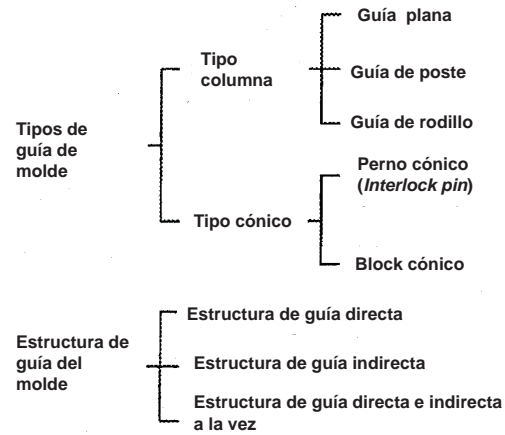 Tipos de
guía de
molde
Tipo
columna
Guía plana
Guía de poste
Guía de rodillo
Tipo cónico
Perno cónico
(Interlock pin)
Block cónico
Estructura de
guía del
molde
Estructura de guía directa
Estructura de guía indirecta
Estructura de guía directa e indirecta
a la vez